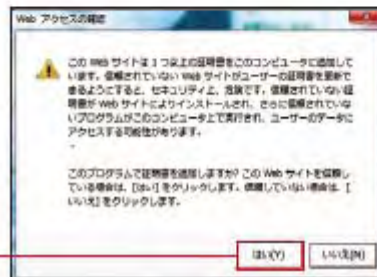 Web アクセスの確認
この Web サイトは 1 つ以上の証明書をこのコンピュータに追加して
います。信頼されていない Web サイトがユーザーの証明書を更新で
きるようにすると、セキュリティ上、危険です。信頼されていない証
明書が Web サイトによりインストールされ、さらに信頼されていな
いプログラムがこのコンピュータ上で実行され、ユーザーのデータに
アクセスする可能性があります。
このプログラムで証明書を追加しますか? この Web サイトを信頼し
ている場合は、[はい] をクリックします。信頼していない場合は、[
いいえ] をクリックします。
はい(Y)
いいえ(N)